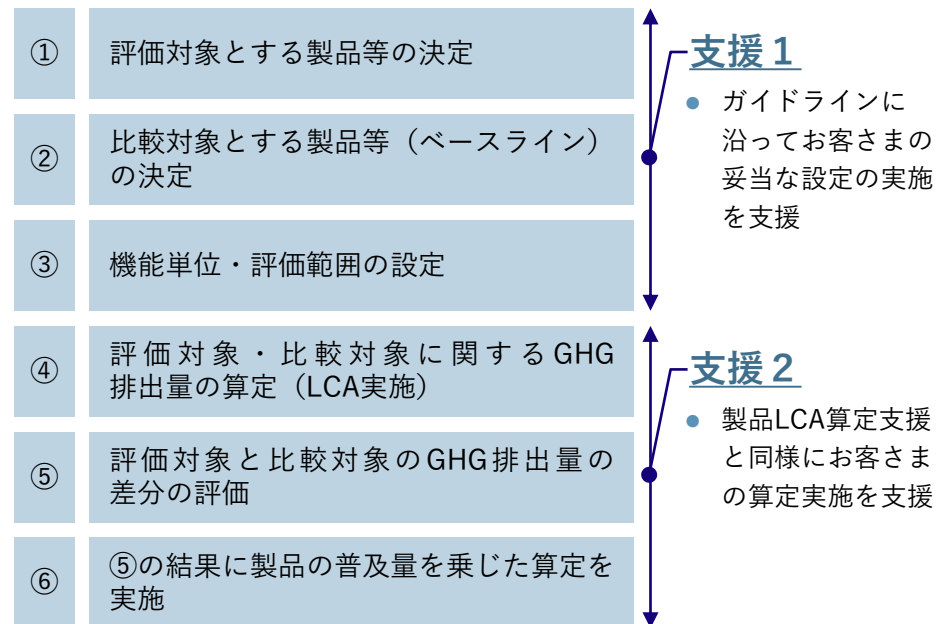 ①
評価対象とする製品等の決定
②
比較対象とする製品等（ベースライン）
の決定
③
機能単位・評価範囲の設定
④
評価対象・比較対象に関するGHG
排出量の算定（LCA実施）
⑤
評価対象と比較対象のGHG排出量の
差分の評価
⑥
⑤の結果に製品の普及量を乗じた算定を
実施
支援１
● ガイドラインに
沿ってお客さまの
妥当な設定の実施
を支援
支援２
● 製品LCA算定支援
と同様にお客さま
の算定実施を支援